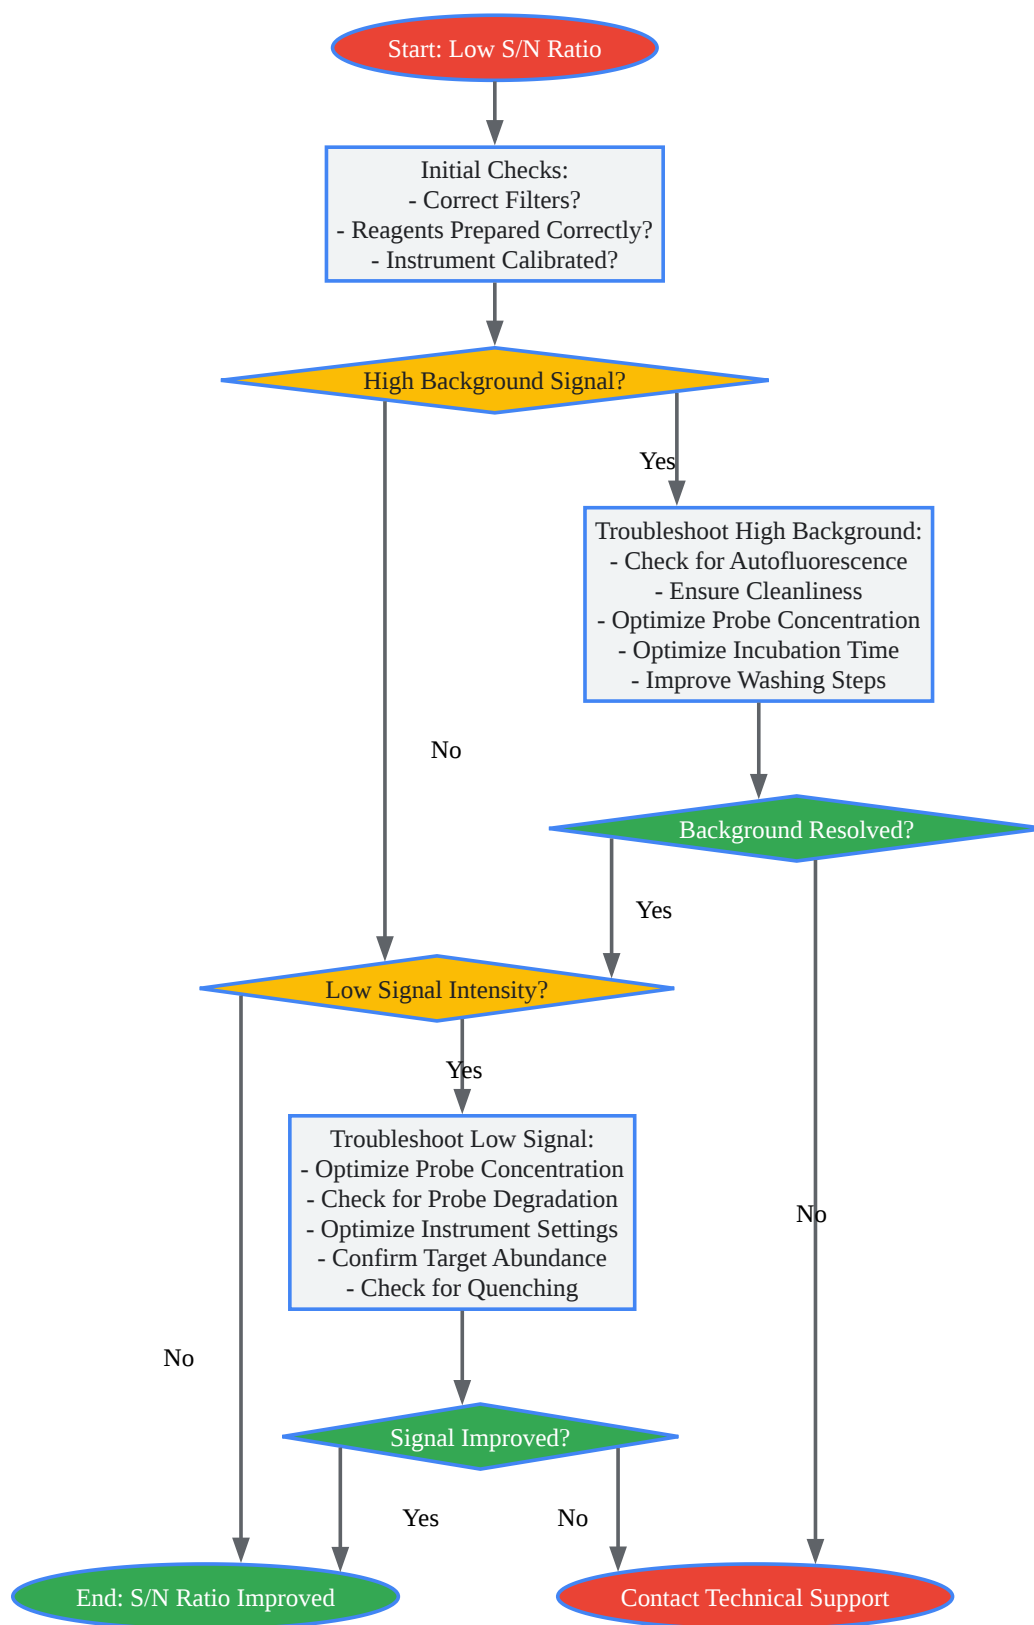 Start: Low S/N Ratio
Initial Checks:
- Correct Filters?
- Reagents Prepared Correctly?
- Instrument Calibrated?
High Background Signal?
Yes
Troubleshoot High Background:
- Check for Autofluorescence
- Ensure Cleanliness
- Optimize Probe Concentration
- Optimize Incubation Time
- Improve Washing Steps
No
Background Resolved?
Yes
Low Signal Intensity?
Yes
Troubleshoot Low Signal:
- Optimize Probe Concentration
- Check for Probe Degradation
- Optimize Instrument Settings
- Confirm Target Abundance
- Check for Quenching
No
No
Signal Improved?
Yes
No
End: S/N Ratio Improved
Contact Technical Support